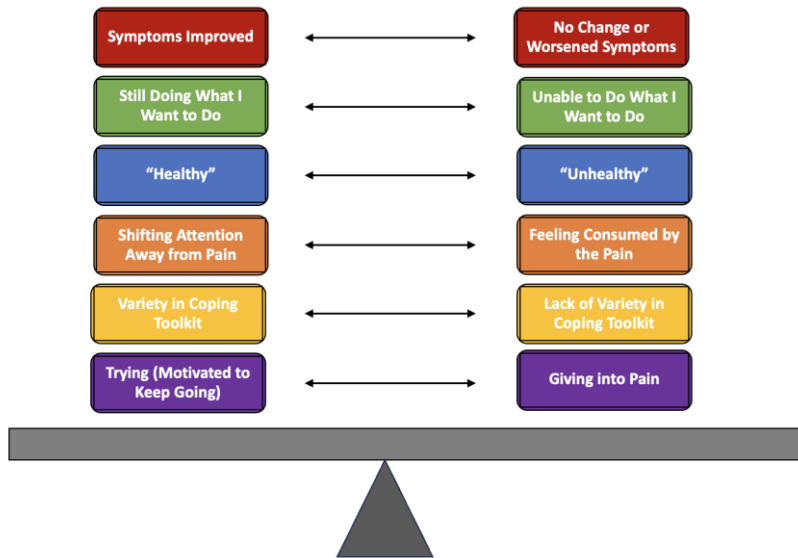 Symptoms Improved
No Change or
Worsened Symptoms
Still Doing What I
Want to Do
Unable to Do What I
Want to Do
“Healthy”
“Unhealthy”
Shifting Attention
Away from Pain
Feeling Consumed by
the Pain
Variety in Coping
Toolkit
Lack of Variety in
Coping Toolkit
Trying (Motivated to
Keep Going)
Giving into Pain